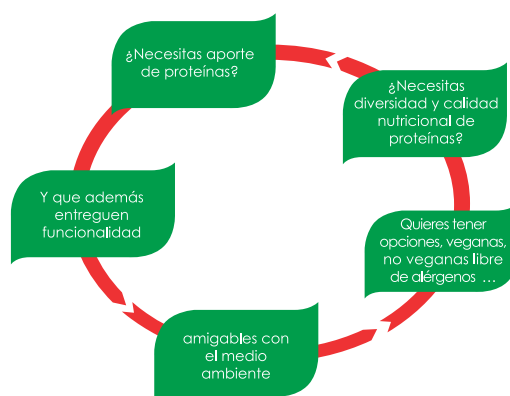 ¿Necesitas aporte
de proteínas?
¿Necesitas
diversidad y calidad
nutricional de
proteínas?
Quieres tener
opciones, veganas,
no veganas libre
de alérgenos ...
amigables con
el medio
ambiente
Y que además
entreguen
funcionalidad